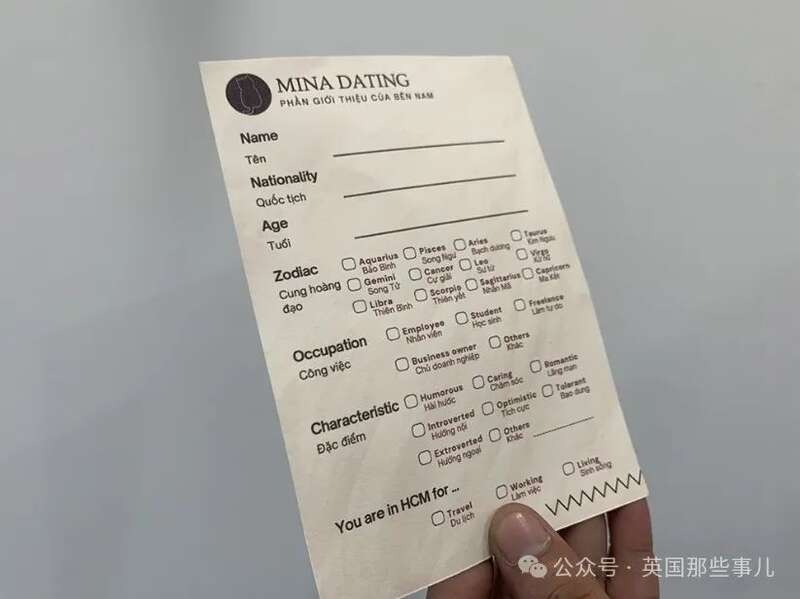 MINA DATING
PHẦN GIỚI THIỆU CỦA BÊN NAM
Name
Tên
Nationality
Quốc tịch
Age
Tuổi
Zodiac
Cung hoàng đạo
Aquarius Pisces Aries Taurus
Bảo Bình Song Ngư Bạch dương Kim Ngưu
Gemini Cancer Leo Virgo
Song Tử Cự giải Sư tử Xử nữ
Libra Scorpio Sagittarius Capricorn
Thiên Bình Thiên yết Nhân Mã Ma Kết
Occupation
Công việc
Employee Student Freelance
Nhân viên Học sinh Làm tự do
Business owner Others
Chủ doanh nghiệp Khác
Characteristic
Đặc điểm
Humorous Caring Romantic
Hài hước Chăm sóc Lãng mạn
Introverted Optimistic Tolerant
Hướng nội Tích cực Bao dung
Extroverted Others
Hướng ngoại Khác
You are in HCM for ...
Travel Working Living
Du lịch Làm việc Sinh sống
公众号 · 英国那些事儿